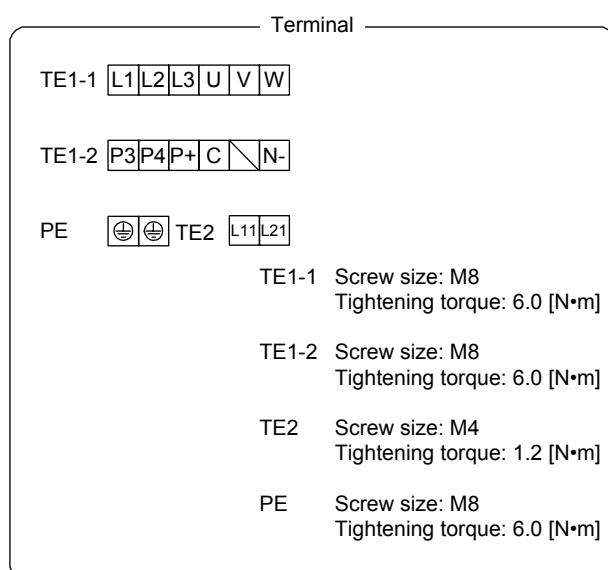 Terminal
TE1-1 L1 L2 L3 U V W
TE1-2 P3 P4 P+ C N-
PE TE2 L11 L21
TE1-1 Screw size: M8
Tightening torque: 6.0 [N•m]
TE1-2 Screw size: M8
Tightening torque: 6.0 [N•m]
TE2 Screw size: M4
Tightening torque: 1.2 [N•m]
PE Screw size: M8
Tightening torque: 6.0 [N•m]